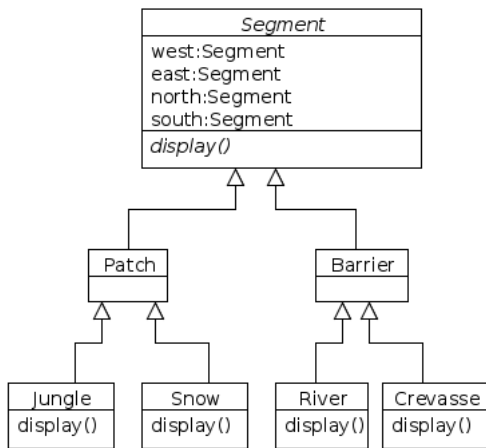 Segment
west:Segment
east:Segment
north:Segment
south:Segment
display()
Patch
Barrier
Jungle
display()
Snow
display()
River
display()
Crevasse
display()